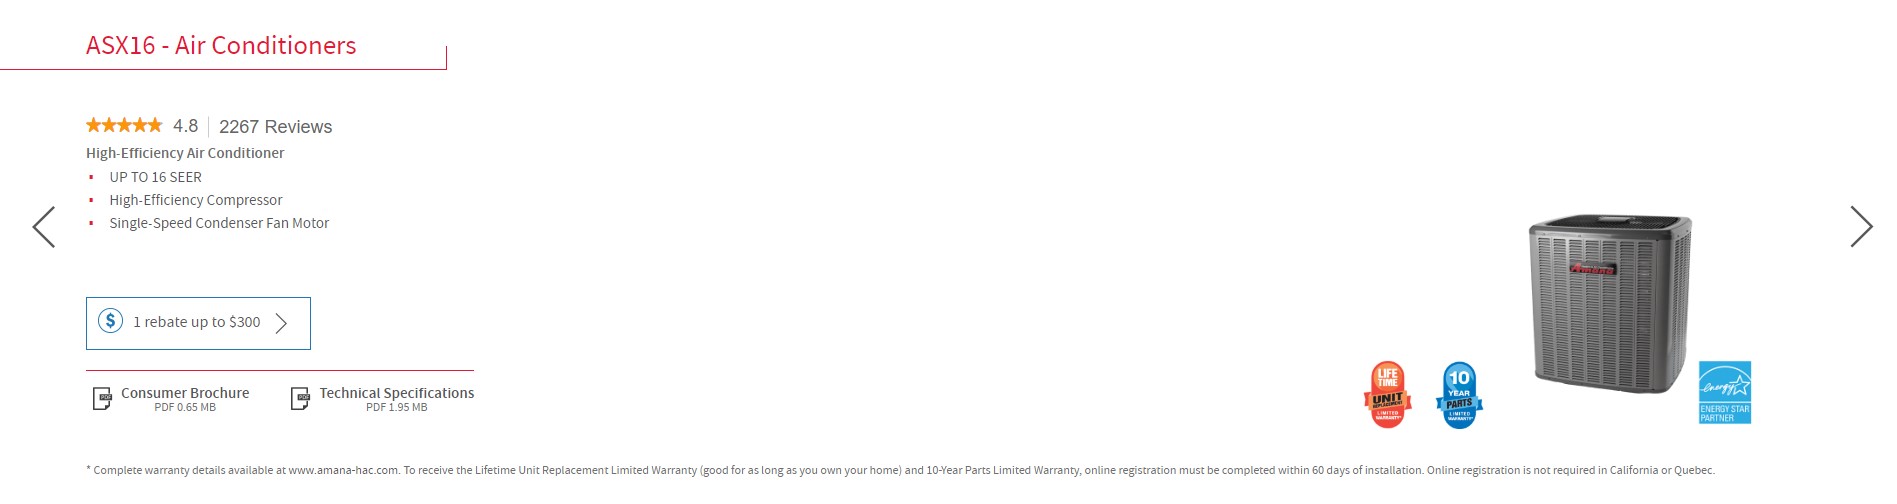 ASX16 - Air Conditioners
4.8 2267 Reviews
High-Efficiency Air Conditioner
UP TO 16 SEER
High-Efficiency Compressor
Single-Speed Condenser Fan Motor
$ 1 rebate up to $300
PDF Consumer Brochure
PDF 0.65 MB
PDF Technical Specifications
PDF 1.95 MB
Amana
LIFE
TIME
UNIT
REPLACEMENT
LIMITED
WARRANTY*
10
YEAR
PARTS
LIMITED
WARRANTY*
energy
ENERGY STAR
PARTNER
* Complete warranty details available at www.amana-hac.com. To receive the Lifetime Unit Replacement Limited Warranty (good for as long as you own your home) and 10-Year Parts Limited Warranty, online registration must be completed within 60 days of installation. Online registration is not required in California or Quebec.